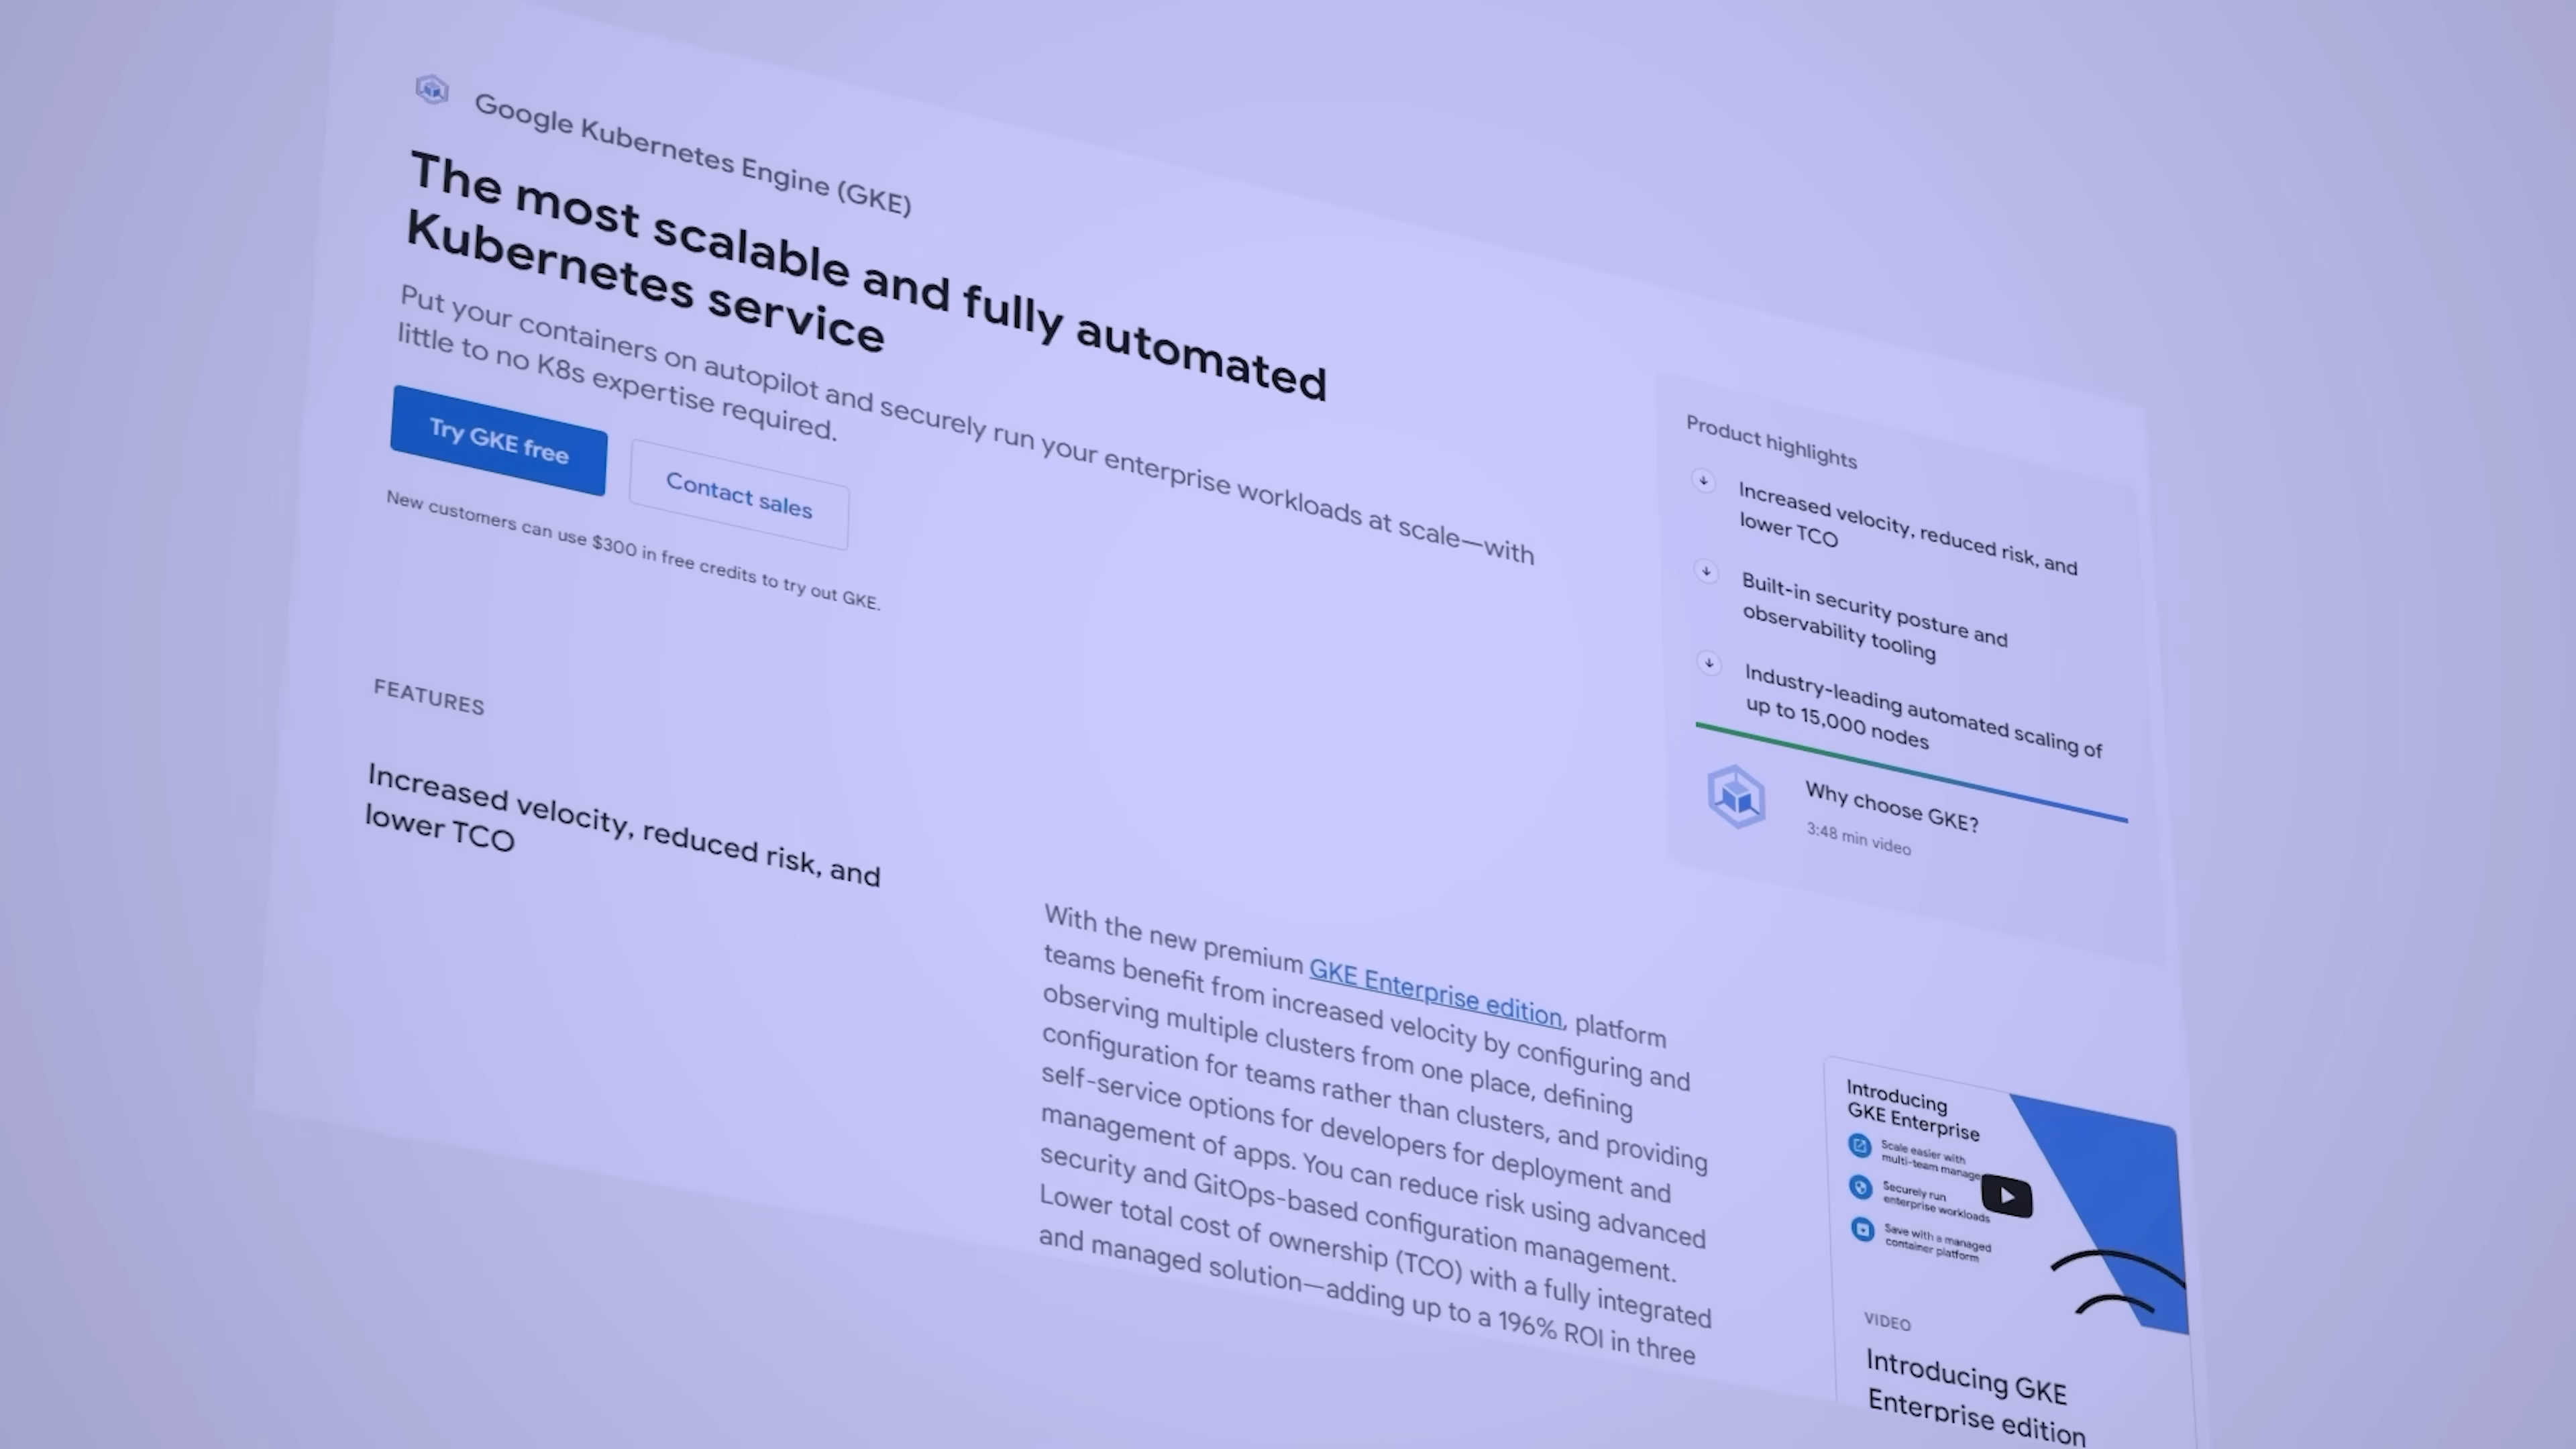 Google Kubernetes Engine (GKE)
The most scalable and fully automated
Kubernetes service
Put your containers on autopilot and securely run your enterprise workloads at scale—with
little to no K8s expertise required.
Try GKE free
Contact sales
New customers can use $300 in free credits to try out GKE.
Product highlights
Increased velocity, reduced risk, and
lower TCO
Built-in security posture and
observability tooling
Industry-leading automated scaling of
up to 15,000 nodes
Why choose GKE?
3:48 min video
FEATURES
Increased velocity, reduced risk, and
lower TCO
With the new premium GKE Enterprise edition, platform
teams benefit from increased velocity by configuring and
observing multiple clusters from one place, defining
configuration for teams rather than clusters, and providing
self-service options for developers for deployment and
management of apps. You can reduce risk using advanced
security and GitOps-based configuration management.
Lower total cost of ownership (TCO) with a fully integrated
and managed solution—adding up to a 196% ROI in three
Introducing
GKE Enterprise
Scale easier with
multi-team manage
Securely run
enterprise workloads
Save with a managed
container platform
VIDEO
Introducing GKE
Enterprise edition